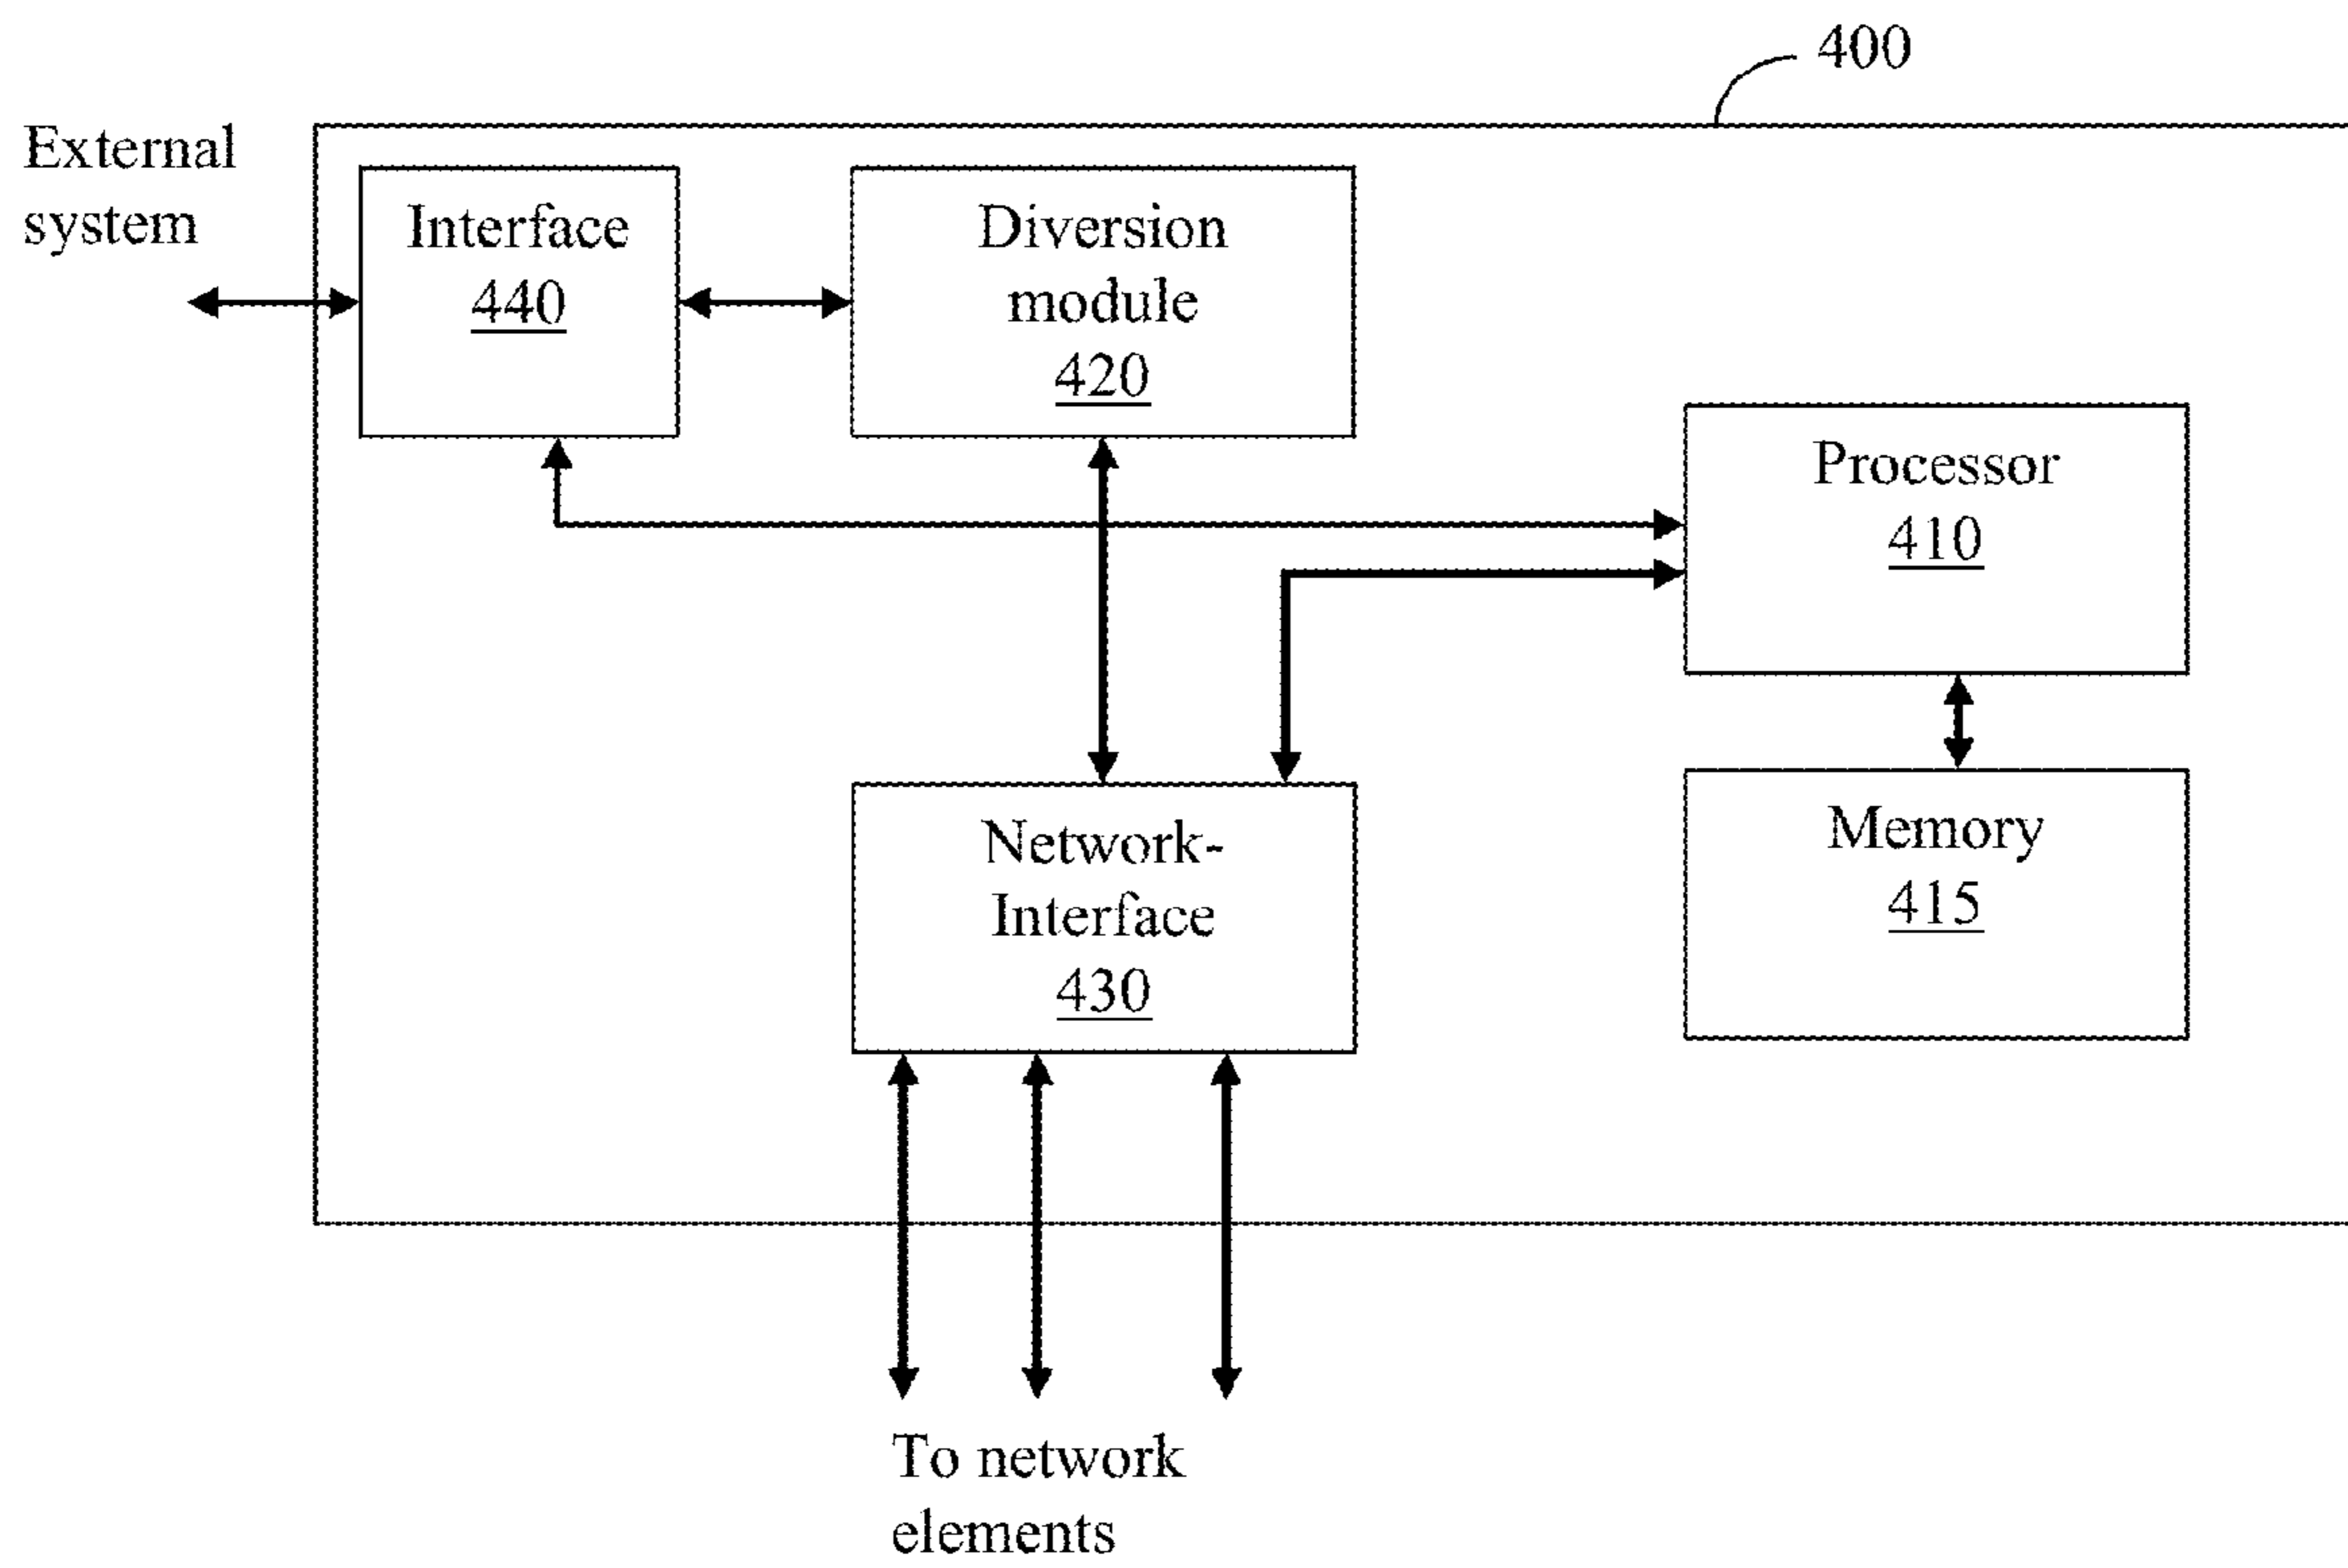 400
External
system
Interface
440
Diversion
module
420
Processor
410
Memory
415
Network-
Interface
430
To network
elements